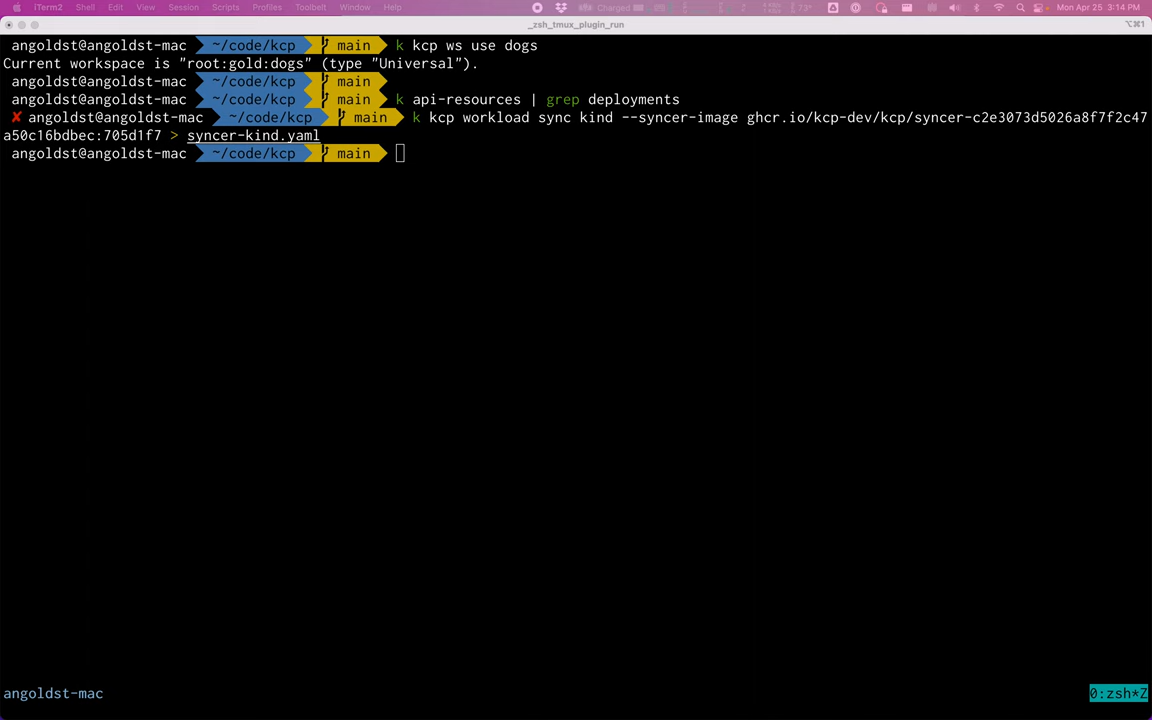 iTerm2 Shell Edit View Session Scripts Profiles Toolbelt Window Help Charged Mon Apr 25 3:14 PM
_zsh_tmux_plugin_run ⌥⌘1
angoldst@angoldst-mac ~/code/kcp main k kcp ws use dogs
Current workspace is "root:gold:dogs" (type "Universal").
angoldst@angoldst-mac ~/code/kcp main
angoldst@angoldst-mac ~/code/kcp main k api-resources | grep deployments
✘ angoldst@angoldst-mac ~/code/kcp main k kcp workload sync kind --syncer-image ghcr.io/kcp-dev/kcp/syncer-c2e3073d5026a8f7f2c47
a50c16bdbec:705d1f7 > syncer-kind.yaml
angoldst@angoldst-mac ~/code/kcp main
angoldst-mac 0:zsh*Z